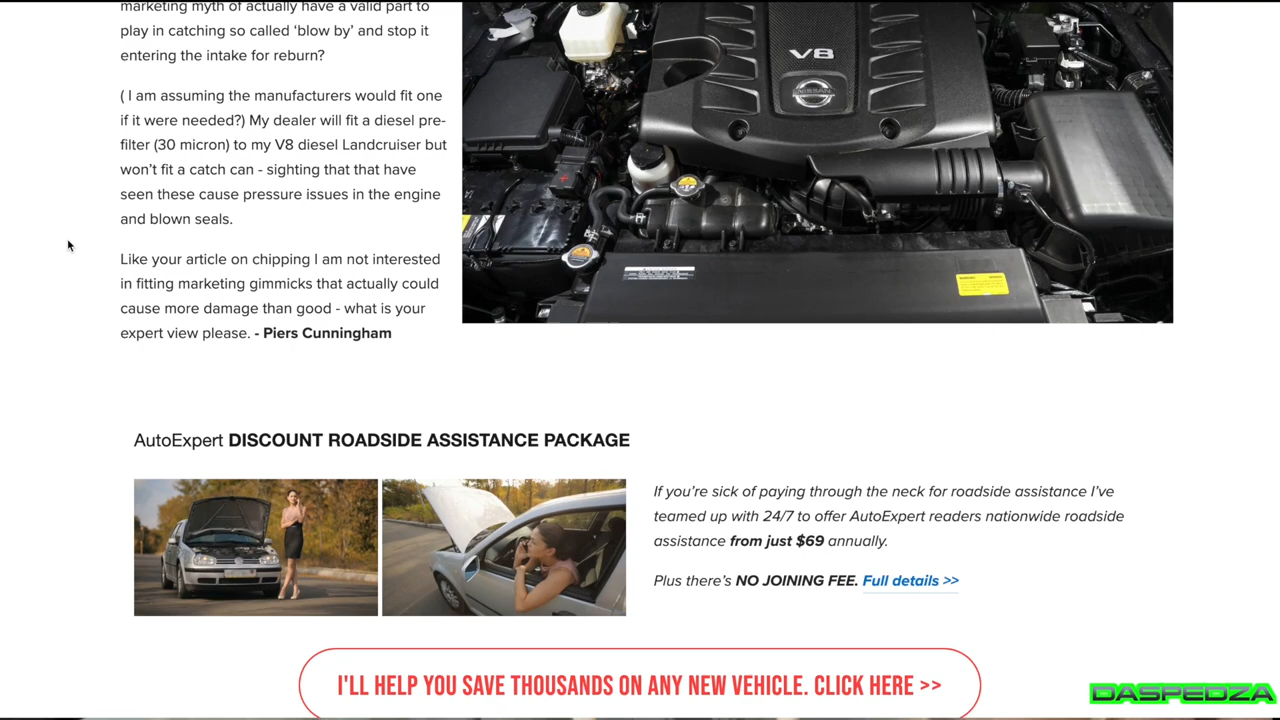 marketing myth of actually have a valid part to
play in catching so called ‘blow by’ and stop it
entering the intake for reburn?
( I am assuming the manufacturers would fit one
if it were needed?) My dealer will fit a diesel pre-
filter (30 micron) to my V8 diesel Landcruiser but
won’t fit a catch can - sighting that that have
seen these cause pressure issues in the engine
and blown seals.
Like your article on chipping I am not interested
in fitting marketing gimmicks that actually could
cause more damage than good - what is your
expert view please. - Piers Cunningham
V8
NISSAN
AutoExpert DISCOUNT ROADSIDE ASSISTANCE PACKAGE
If you’re sick of paying through the neck for roadside assistance I’ve
teamed up with 24/7 to offer AutoExpert readers nationwide roadside
assistance from just $69 annually.
Plus there’s NO JOINING FEE. Full details >>
I'LL HELP YOU SAVE THOUSANDS ON ANY NEW VEHICLE. CLICK HERE >>
DASPEDZA